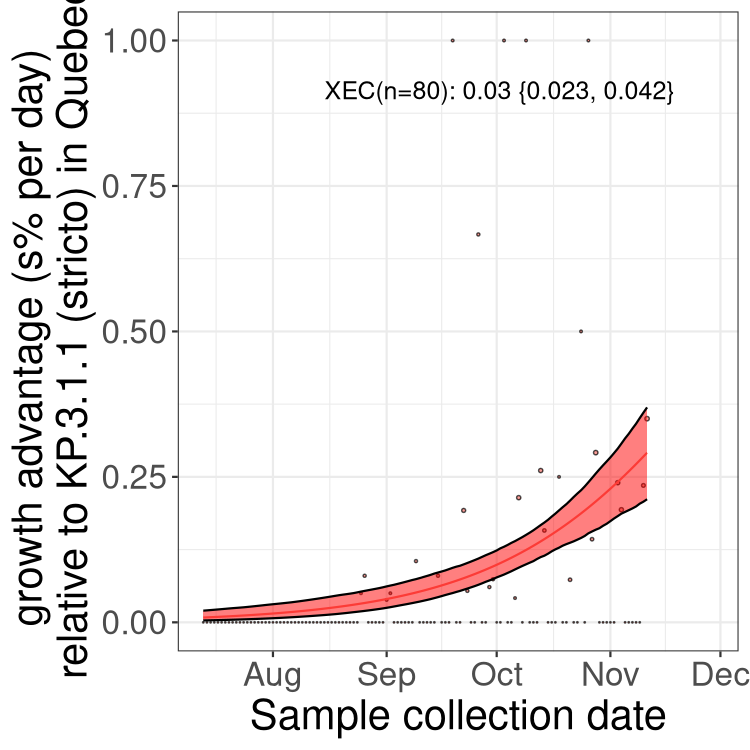 growth advantage (s% per day)
relative to KP.3.1.1 (stricto) in Quebec
1.00
0.75
0.50
0.25
0.00
XEC(n=80): 0.03 {0.023, 0.042}
Aug Sep Oct Nov Dec
Sample collection date